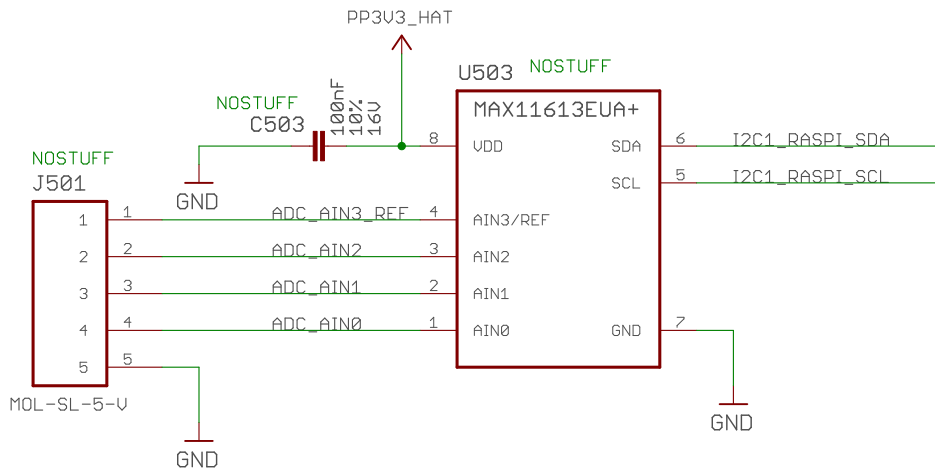 PP3V3_HAT
U503 NOSTUFF
NOSTUFF
C503
100nF
10%
16V
MAX11613EUA+
8 VDD SDA 6 I2C1_RASPI_SDA
NOSTUFF
J501
GND
SCL 5 I2C1_RASPI_SCL
1 1 ADC_AIN3_REF 4 AIN3/REF
2 2 ADC_AIN2 3 AIN2
3 3 ADC_AIN1 2 AIN1
4 4 ADC_AIN0 1 AIN0 GND 7
5 5
MOL-SL-5-V
GND
GND